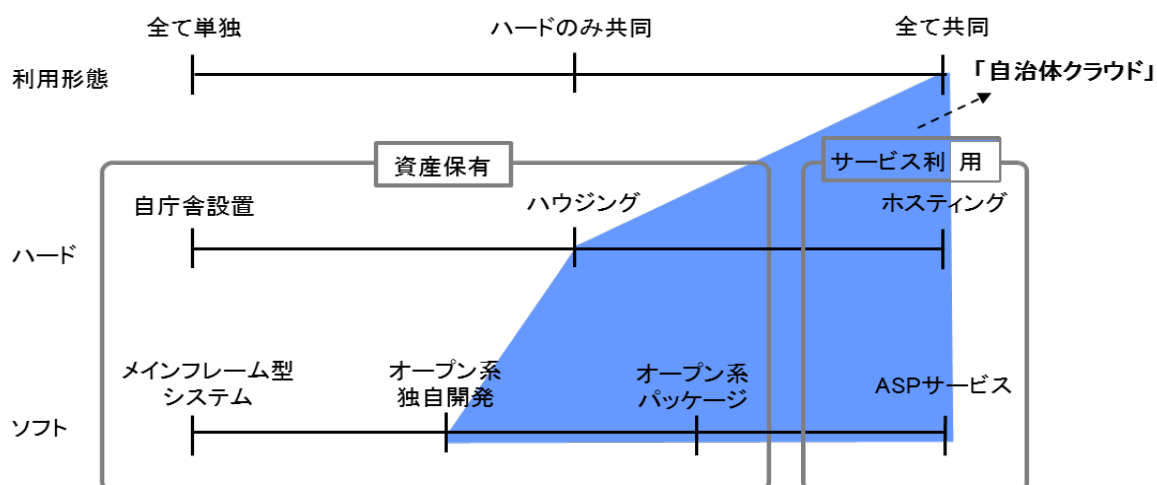 全て単独
ハードのみ共同
全て共同
利用形態
「自治体クラウド」
資産保有
サービス利用
自庁舎設置
ハウジング
ホスティング
ハード
メインフレーム型
システム
オープン系
独自開発
オープン系
パッケージ
ASPサービス
ソフト